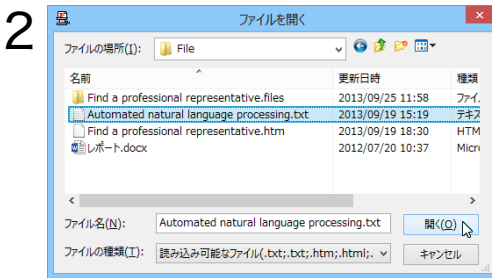 2
ファイルを開く
ファイルの場所(I): File
名前 更新日時 種類
Find a professional representative.files 2013/09/25 11:58 ファイ
Automated natural language processing.txt 2013/09/19 15:19 テキス
Find a professional representative.htm 2013/09/19 18:30 HTM
レポート.docx 2012/07/20 10:37 Micro
ファイル名(N): Automated natural language processing.txt 開く(O)
ファイルの種類(T): 読み込み可能なファイル(.txt;.txt;.htm;.html;. キャンセル